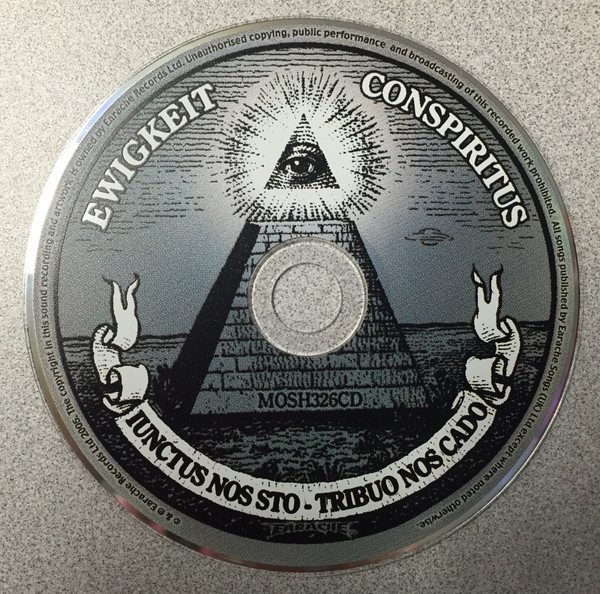 EWIGKEIT
CONSPIRITUS
MOSH326CD
IUNCTUS NOS STO - TRIBUO NOS CADO
EARACHE
℗ & © Earache Records Ltd 2005. The copyright in this sound recording and artwork is owned by Earache Records Ltd. Unauthorised copying, public performance and broadcasting of this recorded work prohibited. All songs published by Earache Songs (UK) Ltd except where noted otherwise.